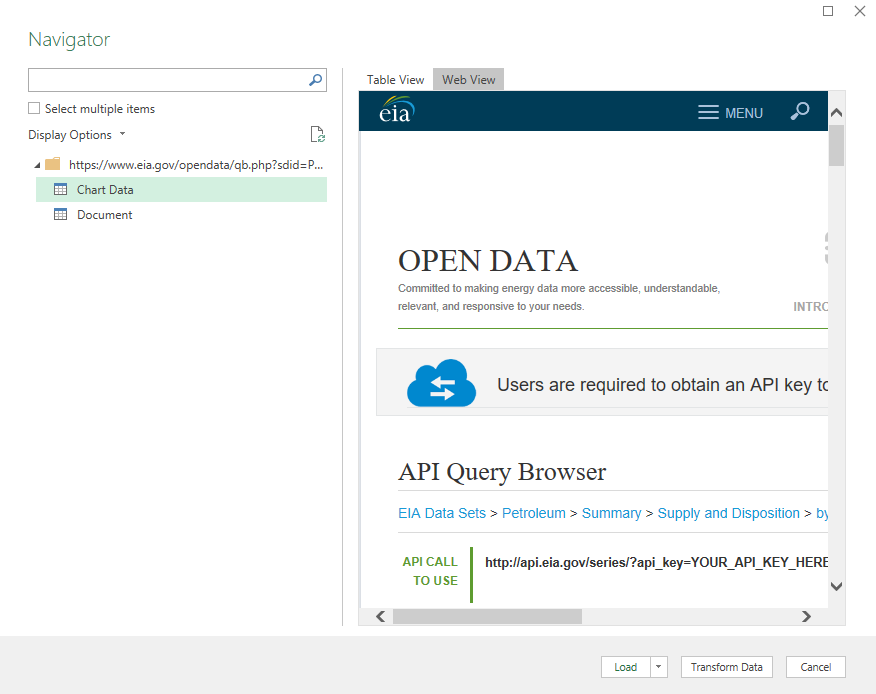 Navigator
Select multiple items
Display Options
https://www.eia.gov/opendata/qb.php?sdid=P...
Chart Data
Document
Table View
Web View
eia
MENU
OPEN DATA
Committed to making energy data more accessible, understandable,
relevant, and responsive to your needs.
INTRO
Users are required to obtain an API key to
API Query Browser
EIA Data Sets > Petroleum > Summary > Supply and Disposition > by
API CALL
TO USE
http://api.eia.gov/series/?api_key=YOUR_API_KEY_HERE
Load
Transform Data
Cancel